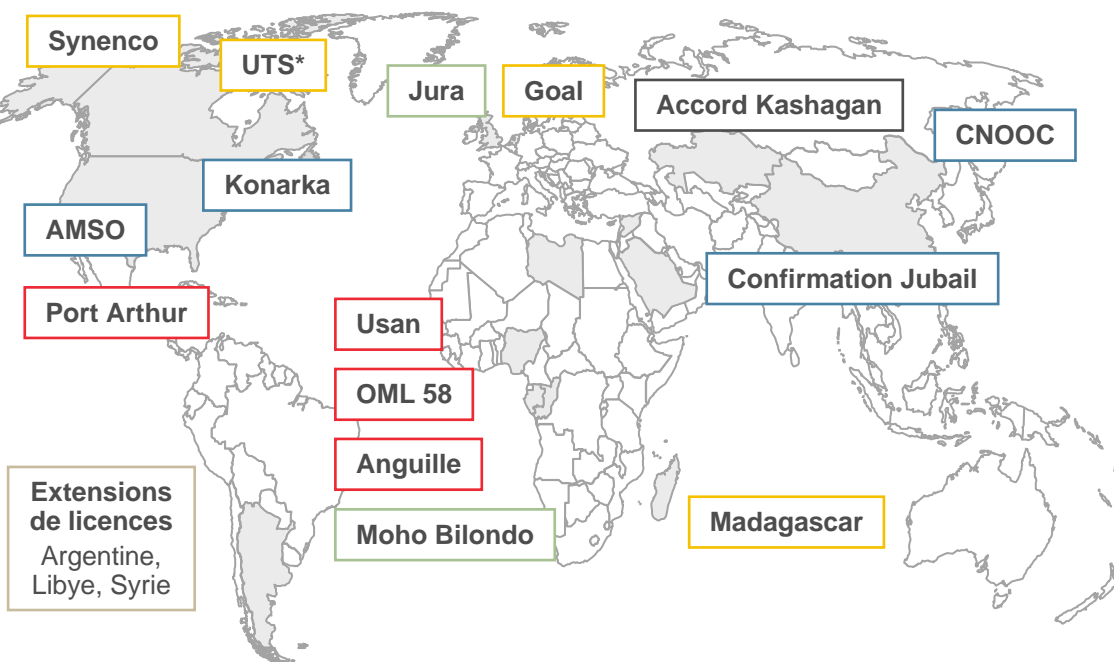 Synenco
UTS*
Jura
Goal
Accord Kashagan
CNOOC
Konarka
AMSO
Confirmation Jubail
Port Arthur
Usan
OML 58
Anguille
Extensions
de licences
Argentine,
Libye, Syrie
Moho Bilondo
Madagascar